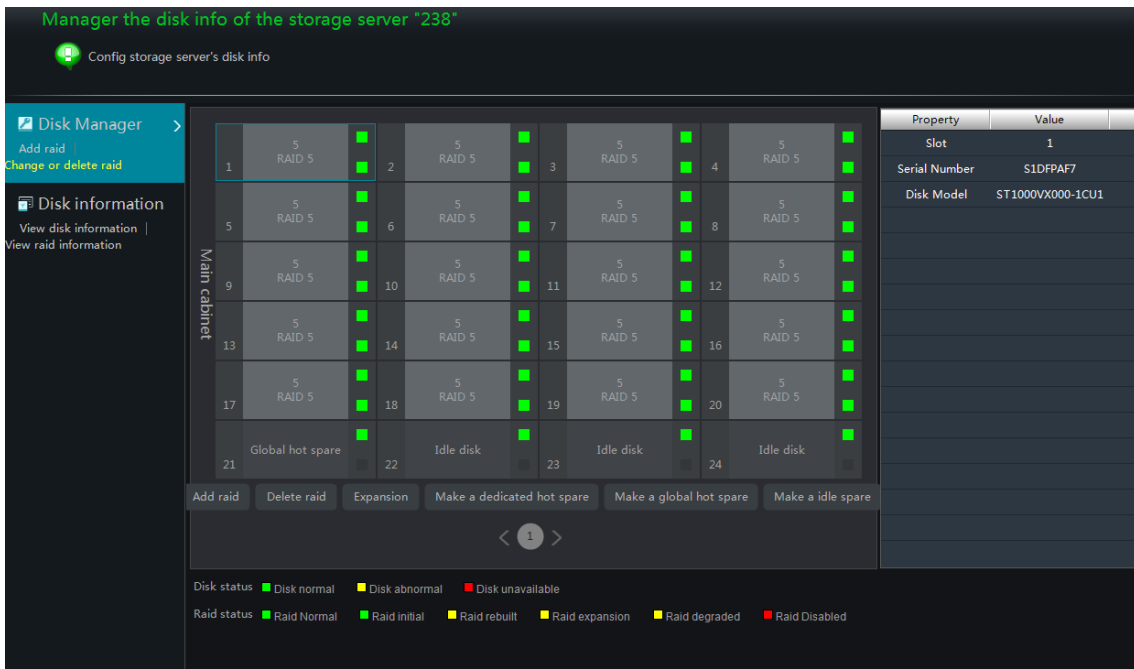 Manager the disk info of the storage server "238"
Config storage server's disk info
Disk Manager
Add raid
Change or delete raid
Disk information
View disk information
View raid information
Main cabinet
1 5 RAID 5
2 5 RAID 5
3 5 RAID 5
4 5 RAID 5
5 5 RAID 5
6 5 RAID 5
7 5 RAID 5
8 5 RAID 5
9 5 RAID 5
10 5 RAID 5
11 5 RAID 5
12 5 RAID 5
13 5 RAID 5
14 5 RAID 5
15 5 RAID 5
16 5 RAID 5
17 5 RAID 5
18 5 RAID 5
19 5 RAID 5
20 5 RAID 5
21 Global hot spare
22 Idle disk
23 Idle disk
24 Idle disk
Add raid Delete raid Expansion Make a dedicated hot spare Make a global hot spare Make a idle spare
1
Property Value
Slot 1
Serial Number S1DFPAF7
Disk Model ST1000VX000-1CU1
Disk status Disk normal Disk abnormal Disk unavailable
Raid status Raid Normal Raid initial Raid rebuilt Raid expansion Raid degraded Raid Disabled